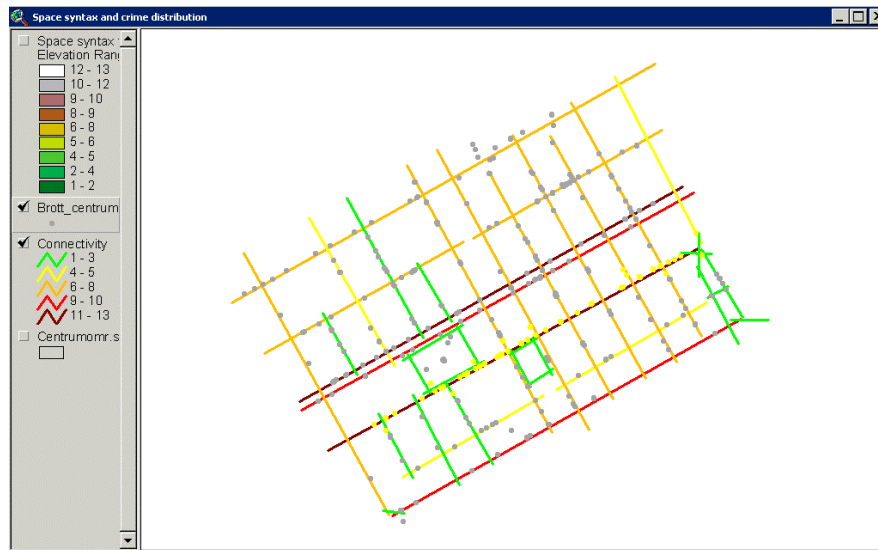 Space syntax and crime distribution
Space syntax
Elevation Rang
12 - 13
10 - 12
9 - 10
8 - 9
6 - 8
5 - 6
4 - 5
2 - 4
1 - 2
Brott_centrum
Connectivity
1 - 3
4 - 5
6 - 8
9 - 10
11 - 13
Centrumomr.s